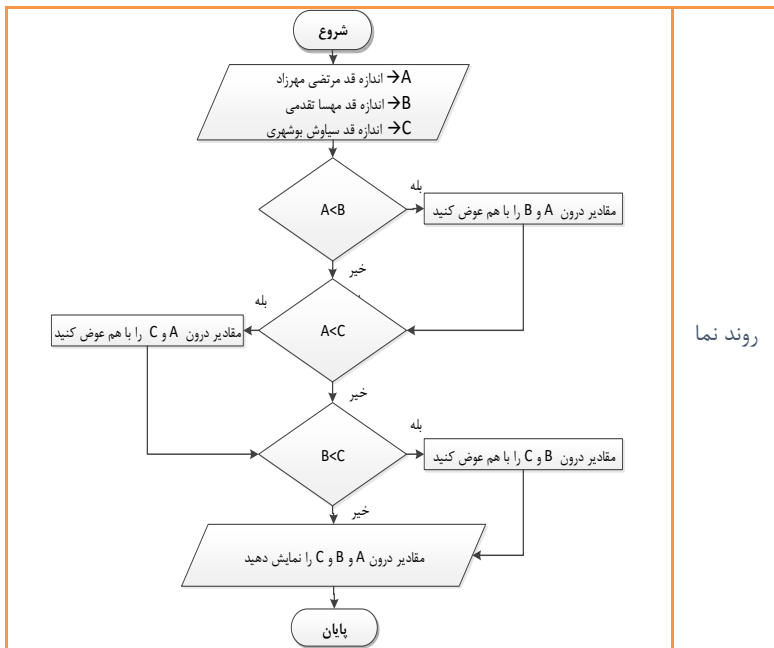 شروع
A→ اندازه قد مرتضی مهرزاد
B→ اندازه قد مهسا تقدمی
C→ اندازه قد سیاوش بوشهری
A<B
بله
مقادیر درون A و B را با هم عوض کنید
خیر
A<C
بله
مقادیر درون A و C را با هم عوض کنید
خیر
B<C
بله
مقادیر درون B و C را با هم عوض کنید
خیر
مقادیر درون A و B و C را نمایش دهید
پایان
روند نما